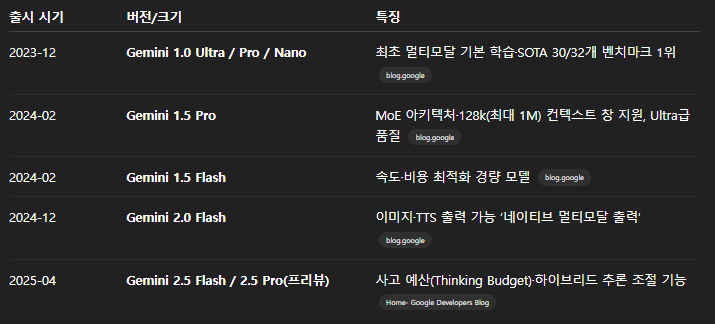 출시 시기 버전/크기 특징
2023-12 Gemini 1.0 Ultra / Pro / Nano 최초 멀티모달 기본 학습·SOTA 30/32개 벤치마크 1위
blog.google
2024-02 Gemini 1.5 Pro MoE 아키텍처·128k(최대 1M) 컨텍스트 창 지원, Ultra급
품질 blog.google
2024-02 Gemini 1.5 Flash 속도·비용 최적화 경량 모델 blog.google
2024-12 Gemini 2.0 Flash 이미지·TTS 출력 가능 ‘네이티브 멀티모달 출력’
blog.google
2025-04 Gemini 2.5 Flash / 2.5 Pro(프리뷰) 사고 예산(Thinking Budget)·하이브리드 추론 조절 기능
Home- Google Developers Blog